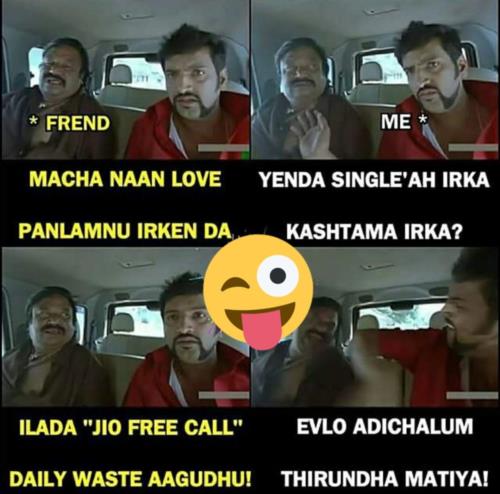 * FREND
ME *
MACHA NAAN LOVE
PANLAMNU IRKEN DA
YENDA SINGLE'AH IRKA
KASHTAMA IRKA?
ILADA "JIO FREE CALL"
DAILY WASTE AAGUDHU!
EVLO ADICHALUM
THIRUNDHA MATIYA!